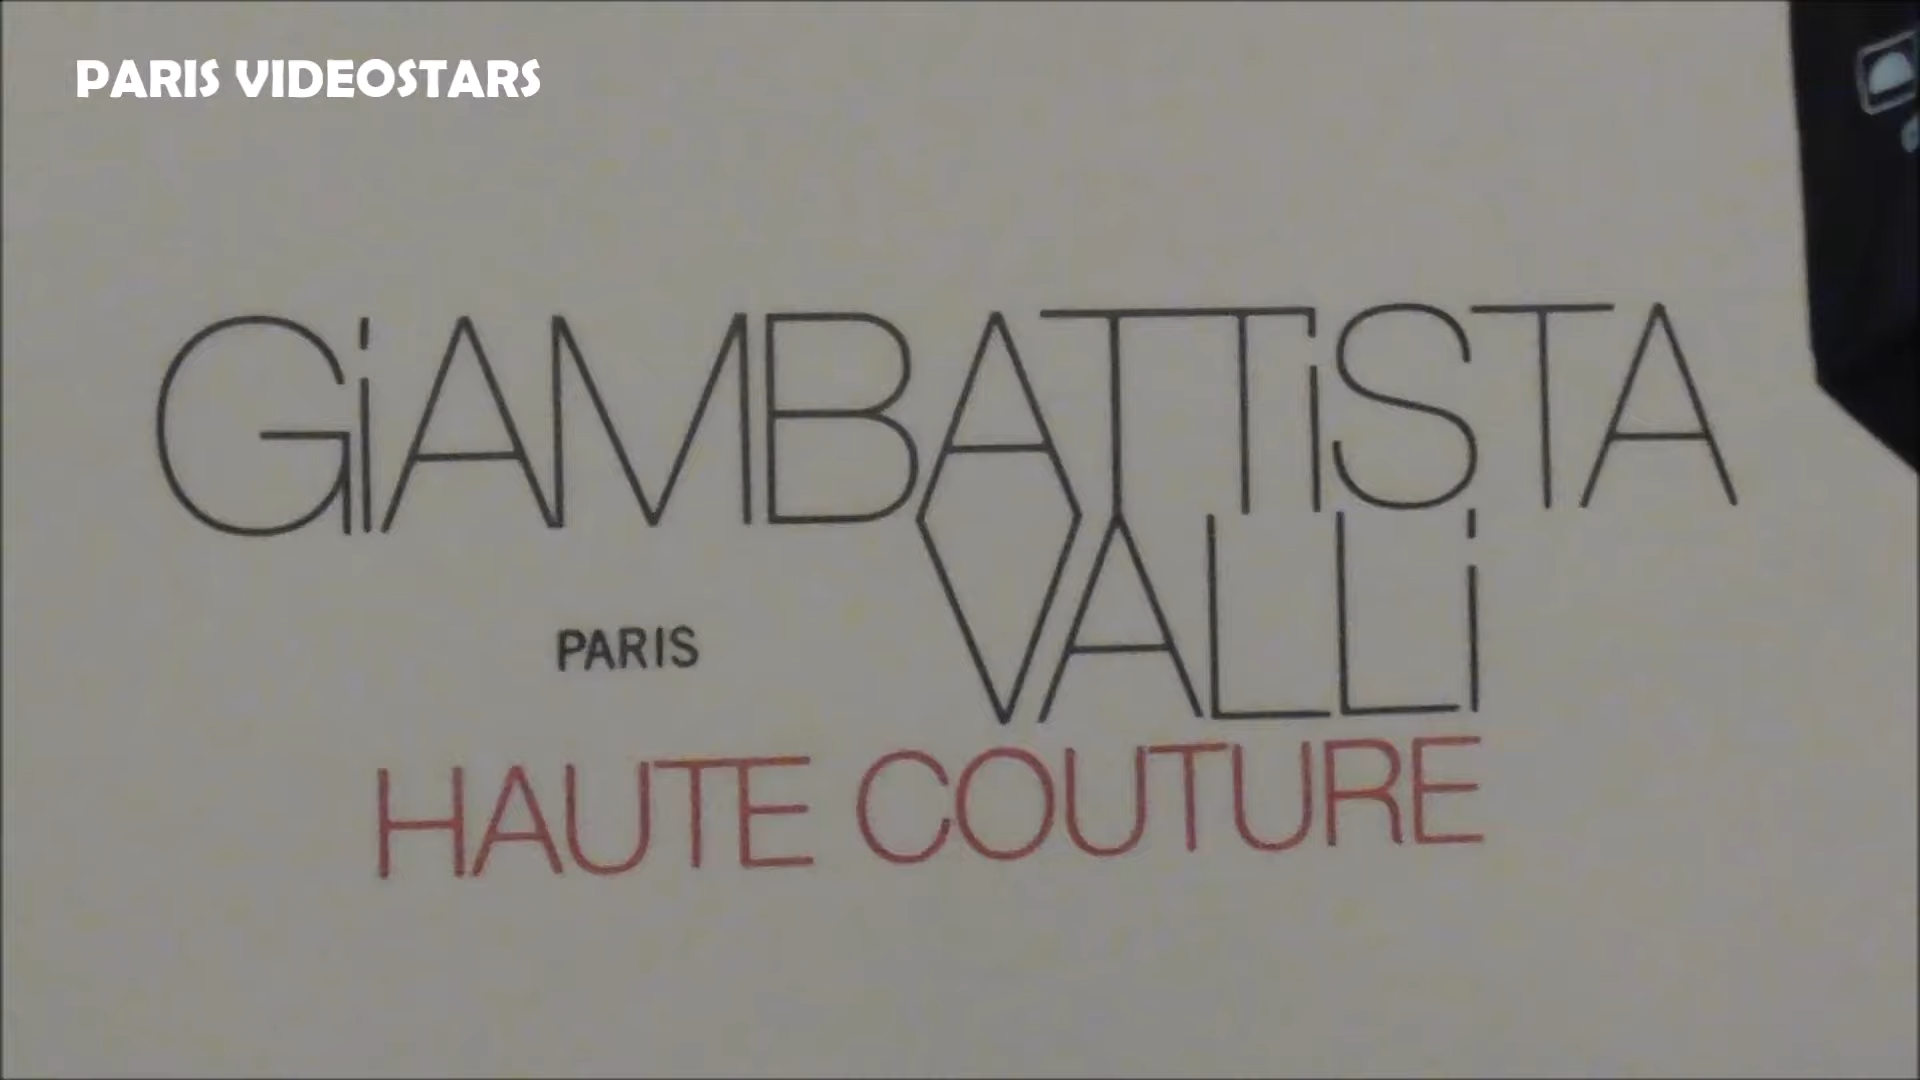 PARIS VIDEOSTARS
GiAMBATTiSTA
VALLi
PARIS
HAUTE COUTURE